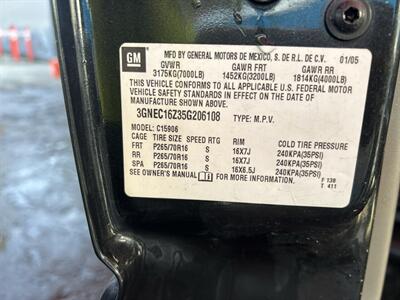 GM
MFD BY GENERAL MOTORS DE MEXICO, S. DE R.L. DE C.V. 01/05
GVWR GAWR FRT GAWR RR
3175KG(7000LB) 1452KG(3200LB) 1814KG(4000LB)
THIS VEHICLE CONFORMS TO ALL APPLICABLE U.S. FEDERAL MOTOR
VEHICLE SAFETY STANDARDS IN EFFECT ON THE DATE OF
MANUFACTURE SHOWN ABOVE.
3GNEC16Z35G206108 TYPE: M.P.V.
MODEL: C15906
CAGE TIRE SIZE SPEED RTG RIM COLD TIRE PRESSURE
FRT P265/70R16 S 16X7J 240KPA(35PSI)
RR P265/70R16 S 16X7J 240KPA(35PSI)
SPA P265/70R16 S 16X6.5J 240KPA(35PSI)
SEE OWNER'S MANUAL FOR MORE INFORMATION. F 138
T 411